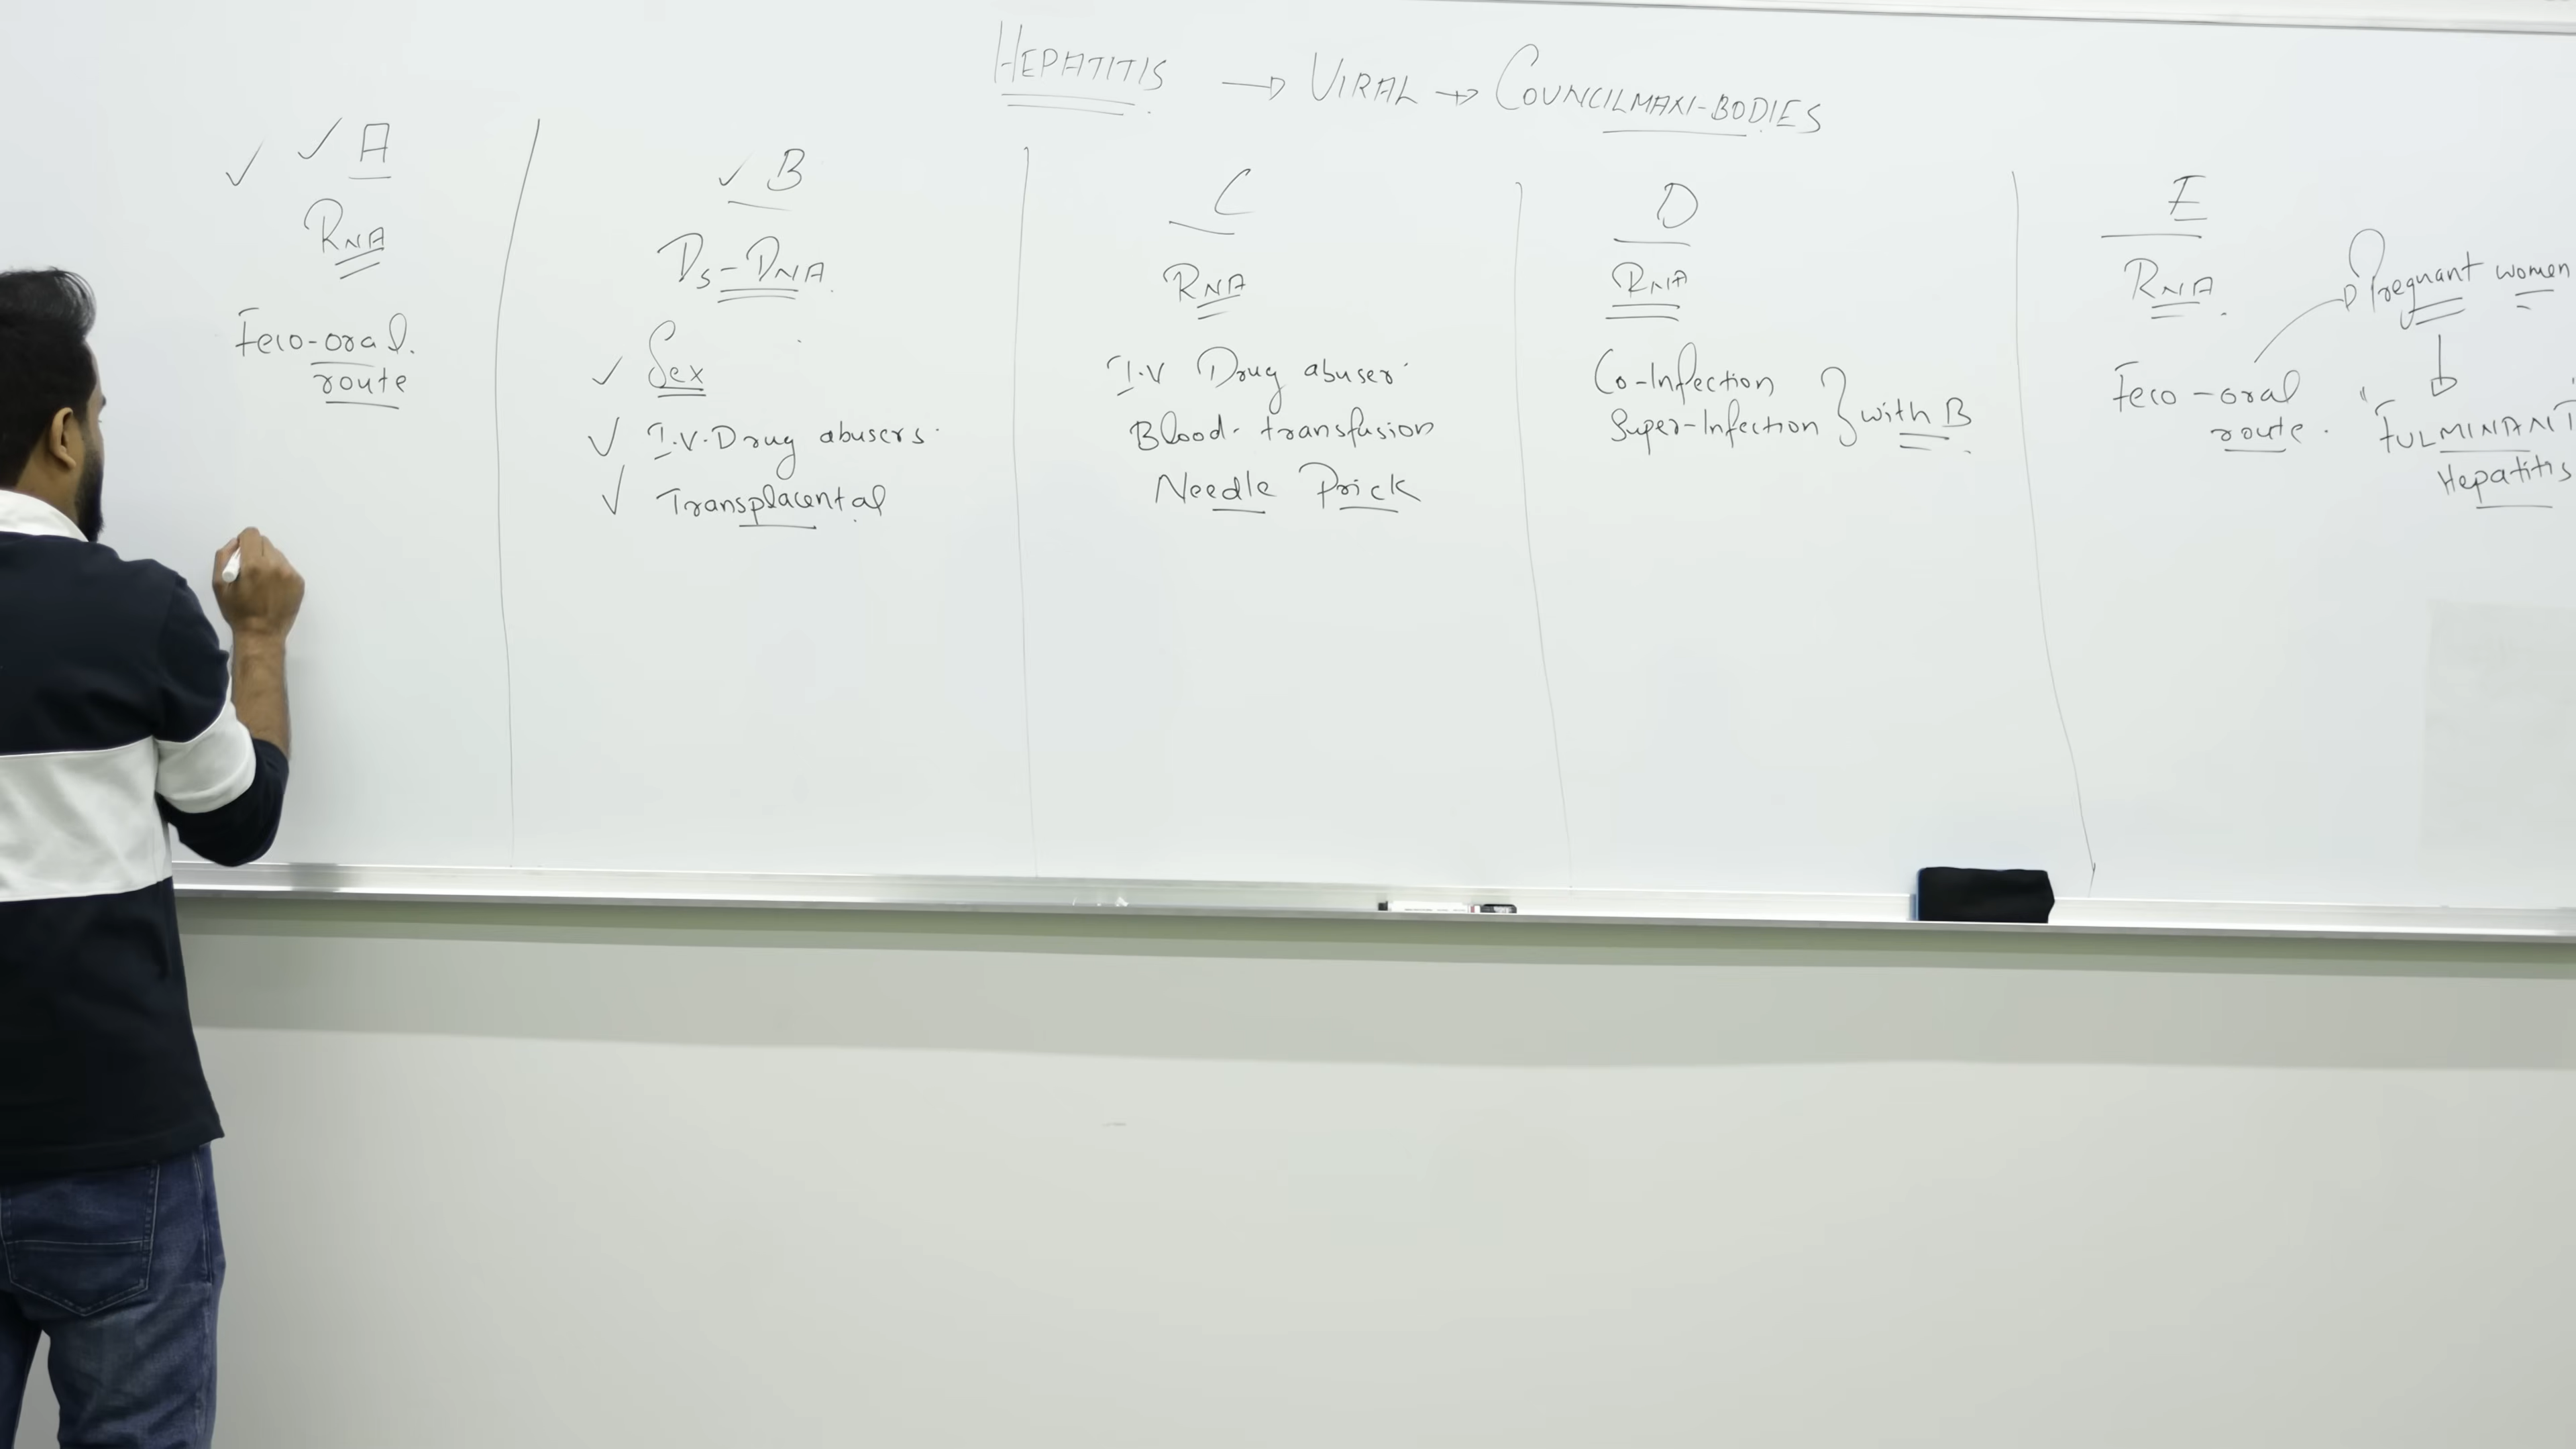 HEPATITIS → VIRAL → COUNCILMANI-BODIES
✓ ✓ A
RNA
Feco-oral.
route
✓ B
Ds-DNA.
✓ Sex
✓ I.V.Drug abusers.
✓ Transplacental
C
RNA
I.V Drug abuser.
Blood- transfusion
Needle Prick
D
RNA
Co-Infection
Super-Infection } with B
E
RNA.
Feco-oral
route.
→ Pregnant women
↓
"FULMINANT"
Hepatitis